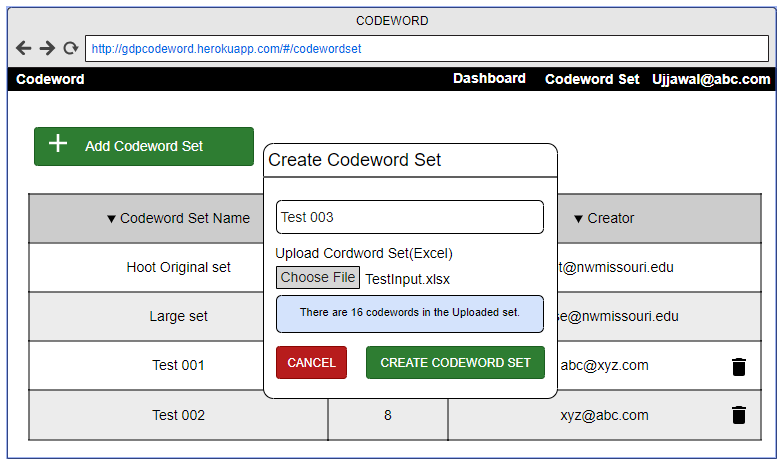 CODEWORD
http://gdpcodeword.herokuapp.com/#/codewordset
Codeword Dashboard Codeword Set Ujjawal@abc.com
Add Codeword Set
Create Codeword Set
Test 003
Upload Cordword Set(Excel)
Choose File TestInput.xlsx
There are 16 codewords in the Uploaded set.
CANCEL CREATE CODEWORD SET
▼ Codeword Set Name ▼ Creator
Hoot Original set t@nwmissouri.edu
Large set se@nwmissouri.edu
Test 001 abc@xyz.com
Test 002 8 xyz@abc.com